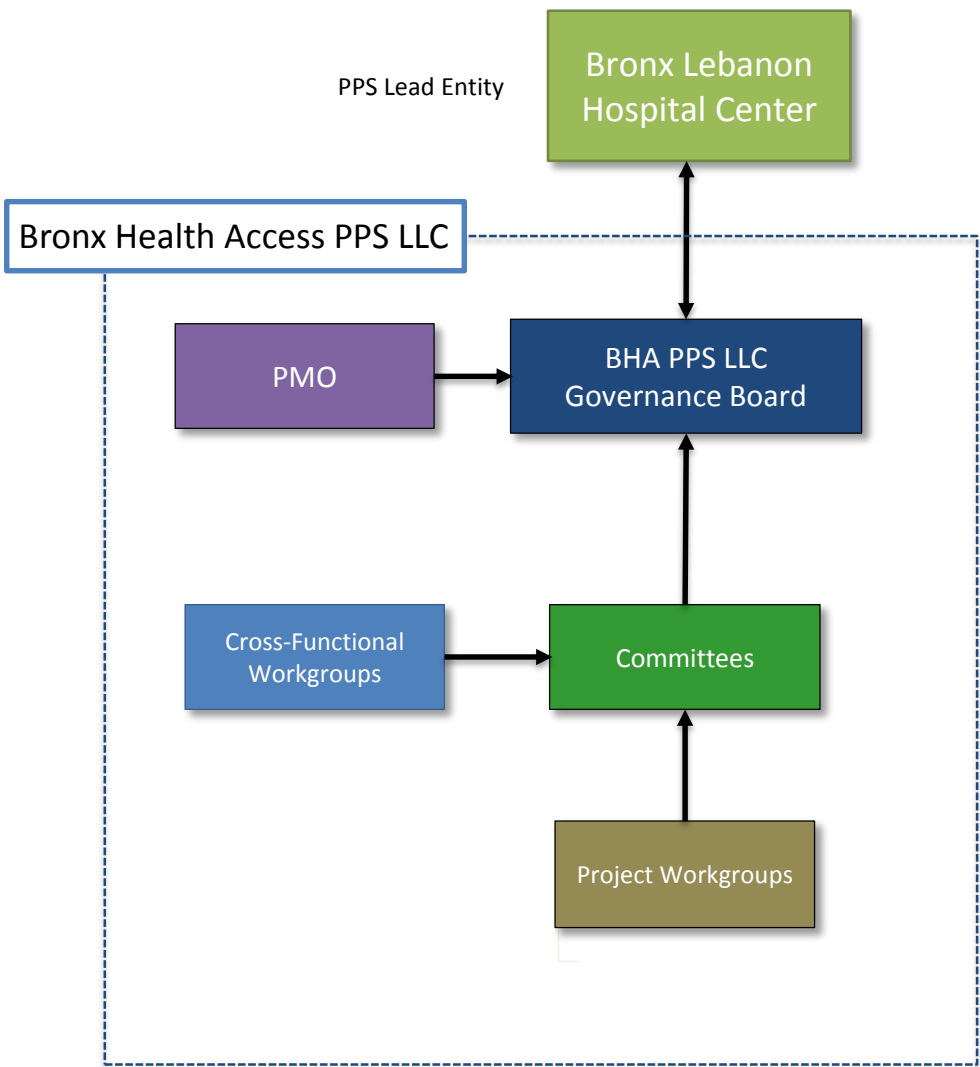 PPS Lead Entity
Bronx Lebanon
Hospital Center
Bronx Health Access PPS LLC
PMO
BHA PPS LLC
Governance Board
Cross-Functional
Workgroups
Committees
Project Workgroups